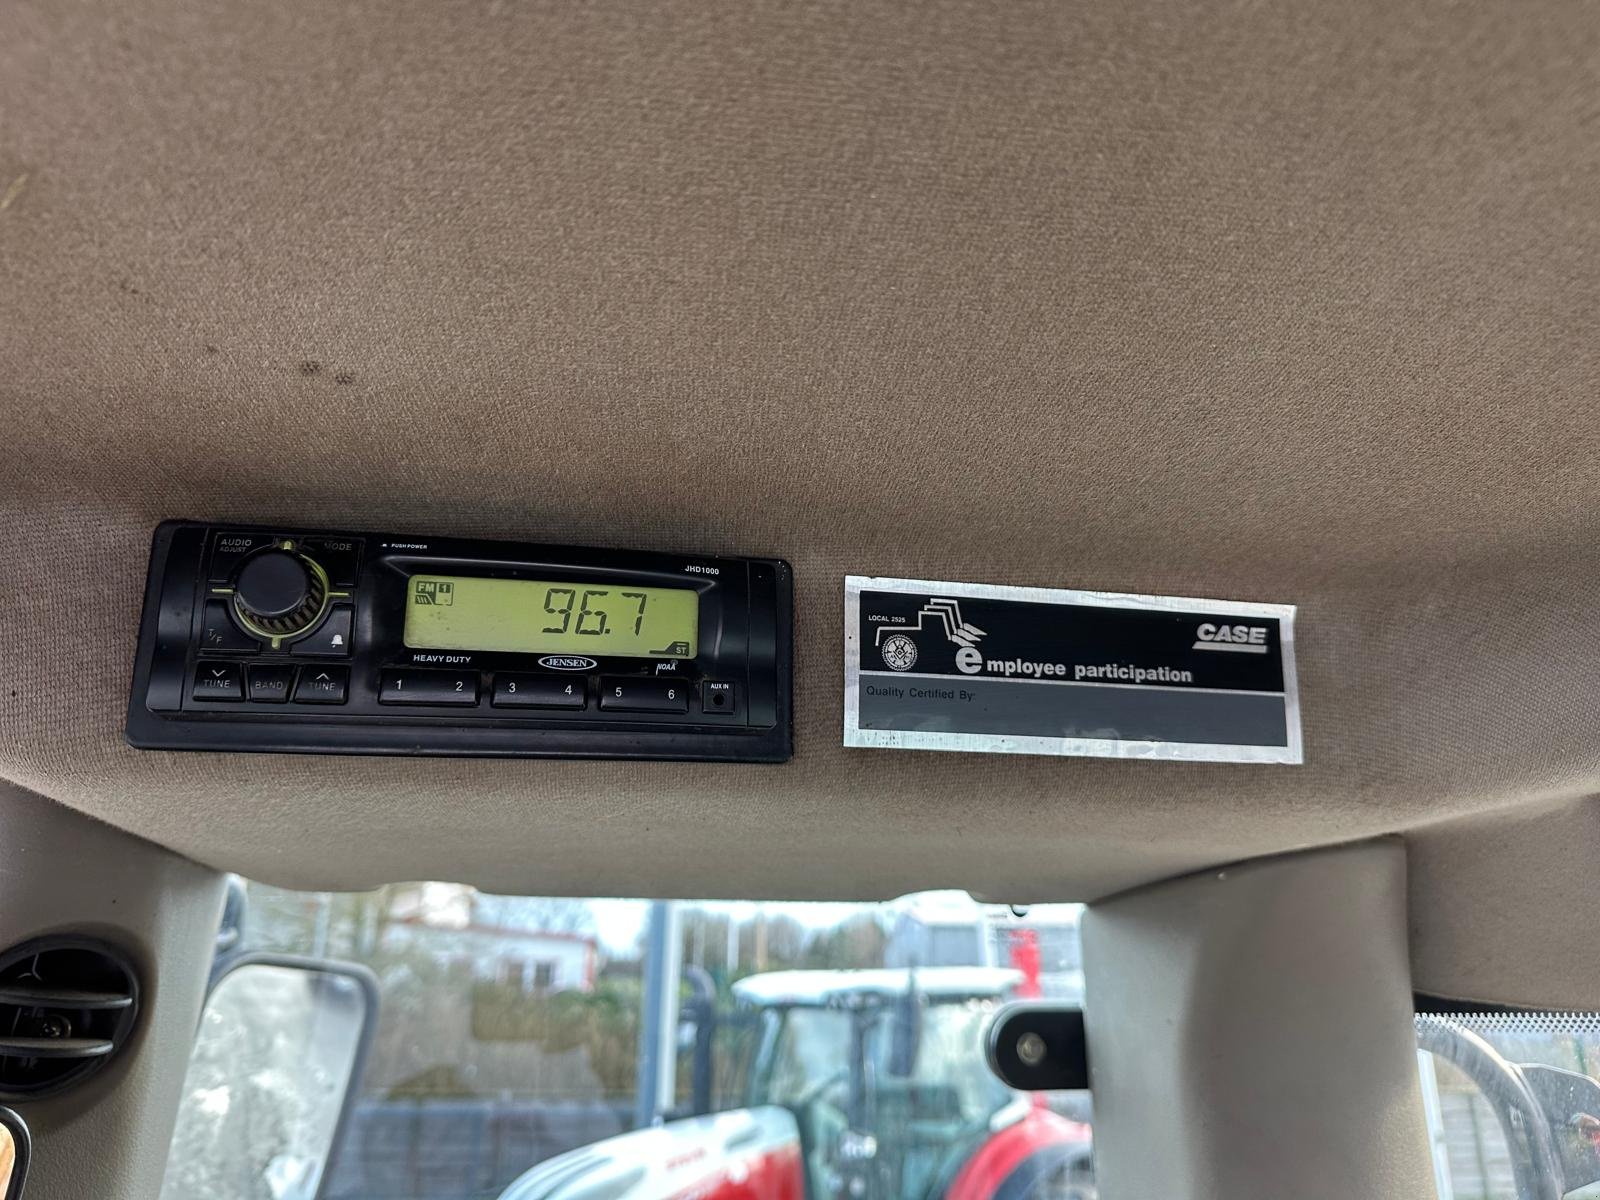 AUDIO
ADJUST
MODE
PUSH POWER
JHD1000
FM 1
96.7
ST
T/F
HEAVY DUTY
JENSEN
NOAA
TUNE
BAND
TUNE
1 2 3 4 5 6
AUX IN
LOCAL 2525
CASE
employee participation
Quality Certified By: